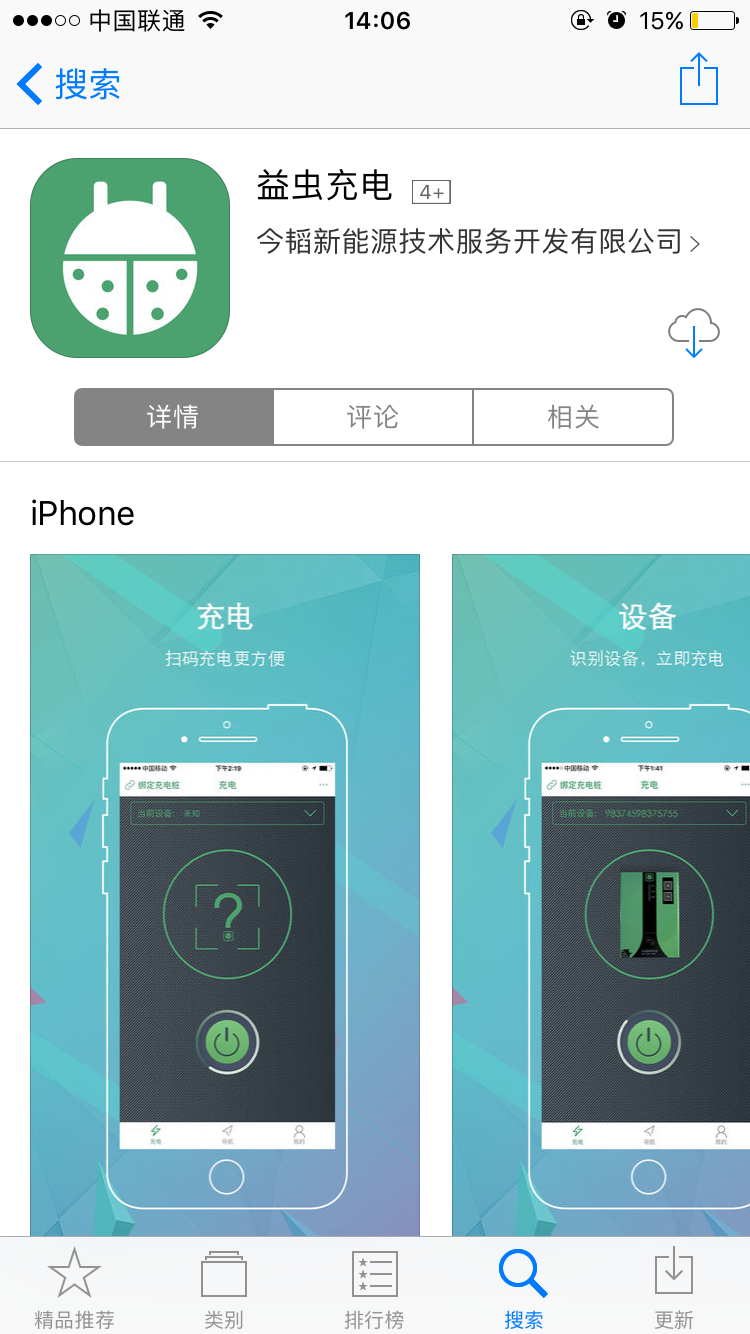 中国联通 14:06 15%
搜索
益虫充电 4+
今韬新能源技术服务开发有限公司
详情 评论 相关
iPhone
充电
扫码充电更方便
中国移动 下午2:19
绑定充电桩 充电
当前设备: 未知
?
充电 导航 我的
设备
识别设备，立即充电
中国移动 下午1:41
绑定充电桩 充电
当前设备: 98374598375755
充电 导航 我的
精品推荐 类别 排行榜 搜索 更新